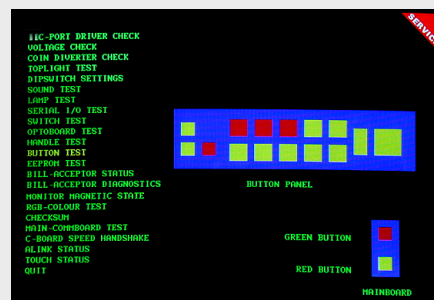 IIC-PORT DRIVER CHECK
VOLTAGE CHECK
COIN DIVERTER CHECK
TOPLIGHT TEST
DIPSWITCH SETTINGS
SOUND TEST
LAMP TEST
SERIAL I/O TEST
SWITCH TEST
OPTOBOARD TEST
HANDLE TEST
BUTTON TEST
EEPROM TEST
BILL-ACCEPTOR STATUS
BILL-ACCEPTOR DIAGNOSTICS
MONITOR MAGNETIC STATE
RGB-COLOUR TEST
CHECKSUM
MAIN-COMMBOARD TEST
C-BOARD SPEED HANDSHAKE
ALINK STATUS
TOUCH STATUS
QUIT
SERVICE
BUTTON PANEL
GREEN BUTTON
RED BUTTON
MAINBOARD